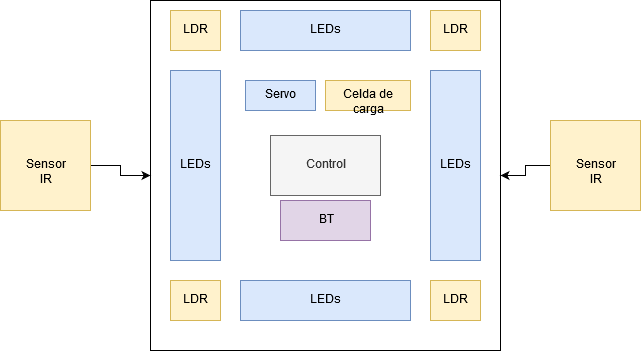 LDR
LEDs
LDR
Servo
Celda de
carga
Sensor
IR
LEDs
Control
LEDs
Sensor
IR
BT
LDR
LEDs
LDR